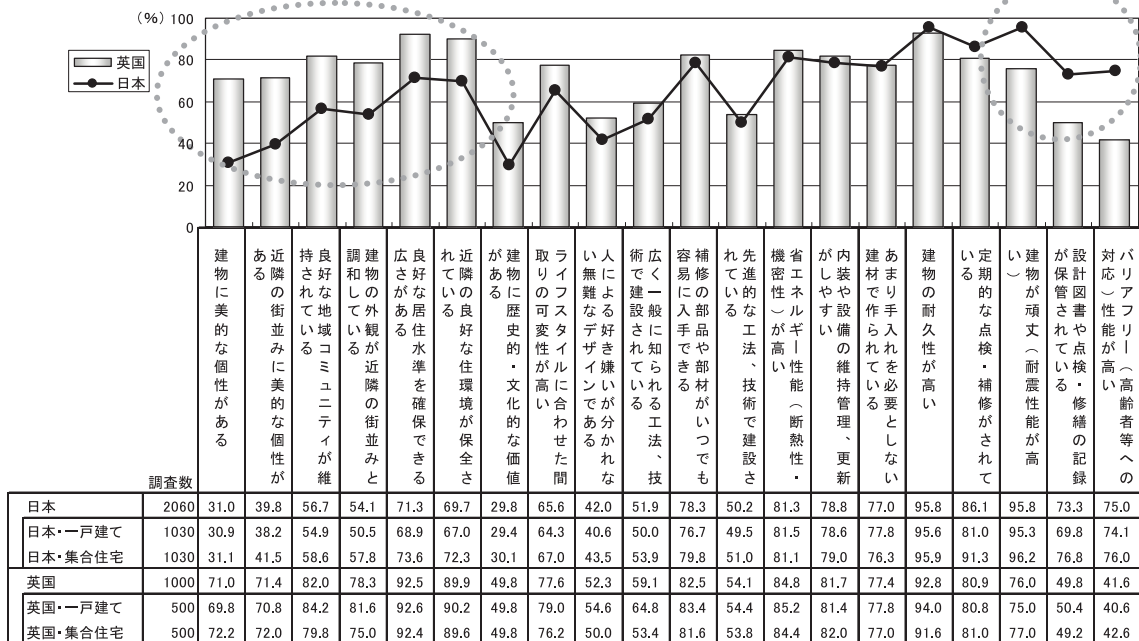 (%)
100
80
60
40
20
0
英国
日本
建物に美的な個性がある
近隣の街並みに美的な個性が
ある
良好な地域コミュニティが維
持されている
建物の外観が近隣の街並みと
調和している
良好な居住水準を確保できる
広さがある
近隣の良好な住環境が保全さ
れている
建物に歴史的・文化的な価値
がある
ライフスタイルに合わせた間
取りの可変性が高い
人による好き嫌いが分かれな
い無難なデザインである
広く一般に知られる工法、技
術で建設されている
補修の部品や部材がいつでも
容易に入手できる
先進的な工法、技術で建設さ
れている
省エネルギー性能(断熱性・
機密性)が高い
内装や設備の維持管理、更新
がしやすい
あまり手入れを必要としない
建材で作られている
建物の耐久性が高い
定期的な点検・補修がされて
いる
建物が頑丈(耐震性能が高
い)
設計図書や点検・修繕の記録
が保管されている
バリアフリー(高齢者等への
対応)性能が高い
調査数
日本 2060 31.0 39.8 56.7 54.1 71.3 69.7 29.8 65.6 42.0 51.9 78.3 50.2 81.3 78.8 77.0 95.8 86.1 95.8 73.3 75.0
日本・一戸建て 1030 30.9 38.2 54.9 50.5 68.9 67.0 29.4 64.3 40.6 50.0 76.7 49.5 81.5 78.6 77.8 95.6 81.0 95.3 69.8 74.1
日本・集合住宅 1030 31.1 41.5 58.6 57.8 73.6 72.3 30.1 67.0 43.5 53.9 79.8 51.0 81.1 79.0 76.3 95.9 91.3 96.2 76.8 76.0
英国 1000 71.0 71.4 82.0 78.3 92.5 89.9 49.8 77.6 52.3 59.1 82.5 54.1 84.8 81.7 77.4 92.8 80.9 76.0 49.8 41.6
英国・一戸建て 500 69.8 70.8 84.2 81.6 92.6 90.2 49.8 79.0 54.6 64.8 83.4 54.4 85.2 81.4 77.8 94.0 80.8 75.0 50.4 40.6
英国・集合住宅 500 72.2 72.0 79.8 75.0 92.4 89.6 49.8 76.2 50.0 53.4 81.6 53.8 84.4 82.0 77.0 91.6 81.0 77.0 49.2 42.6